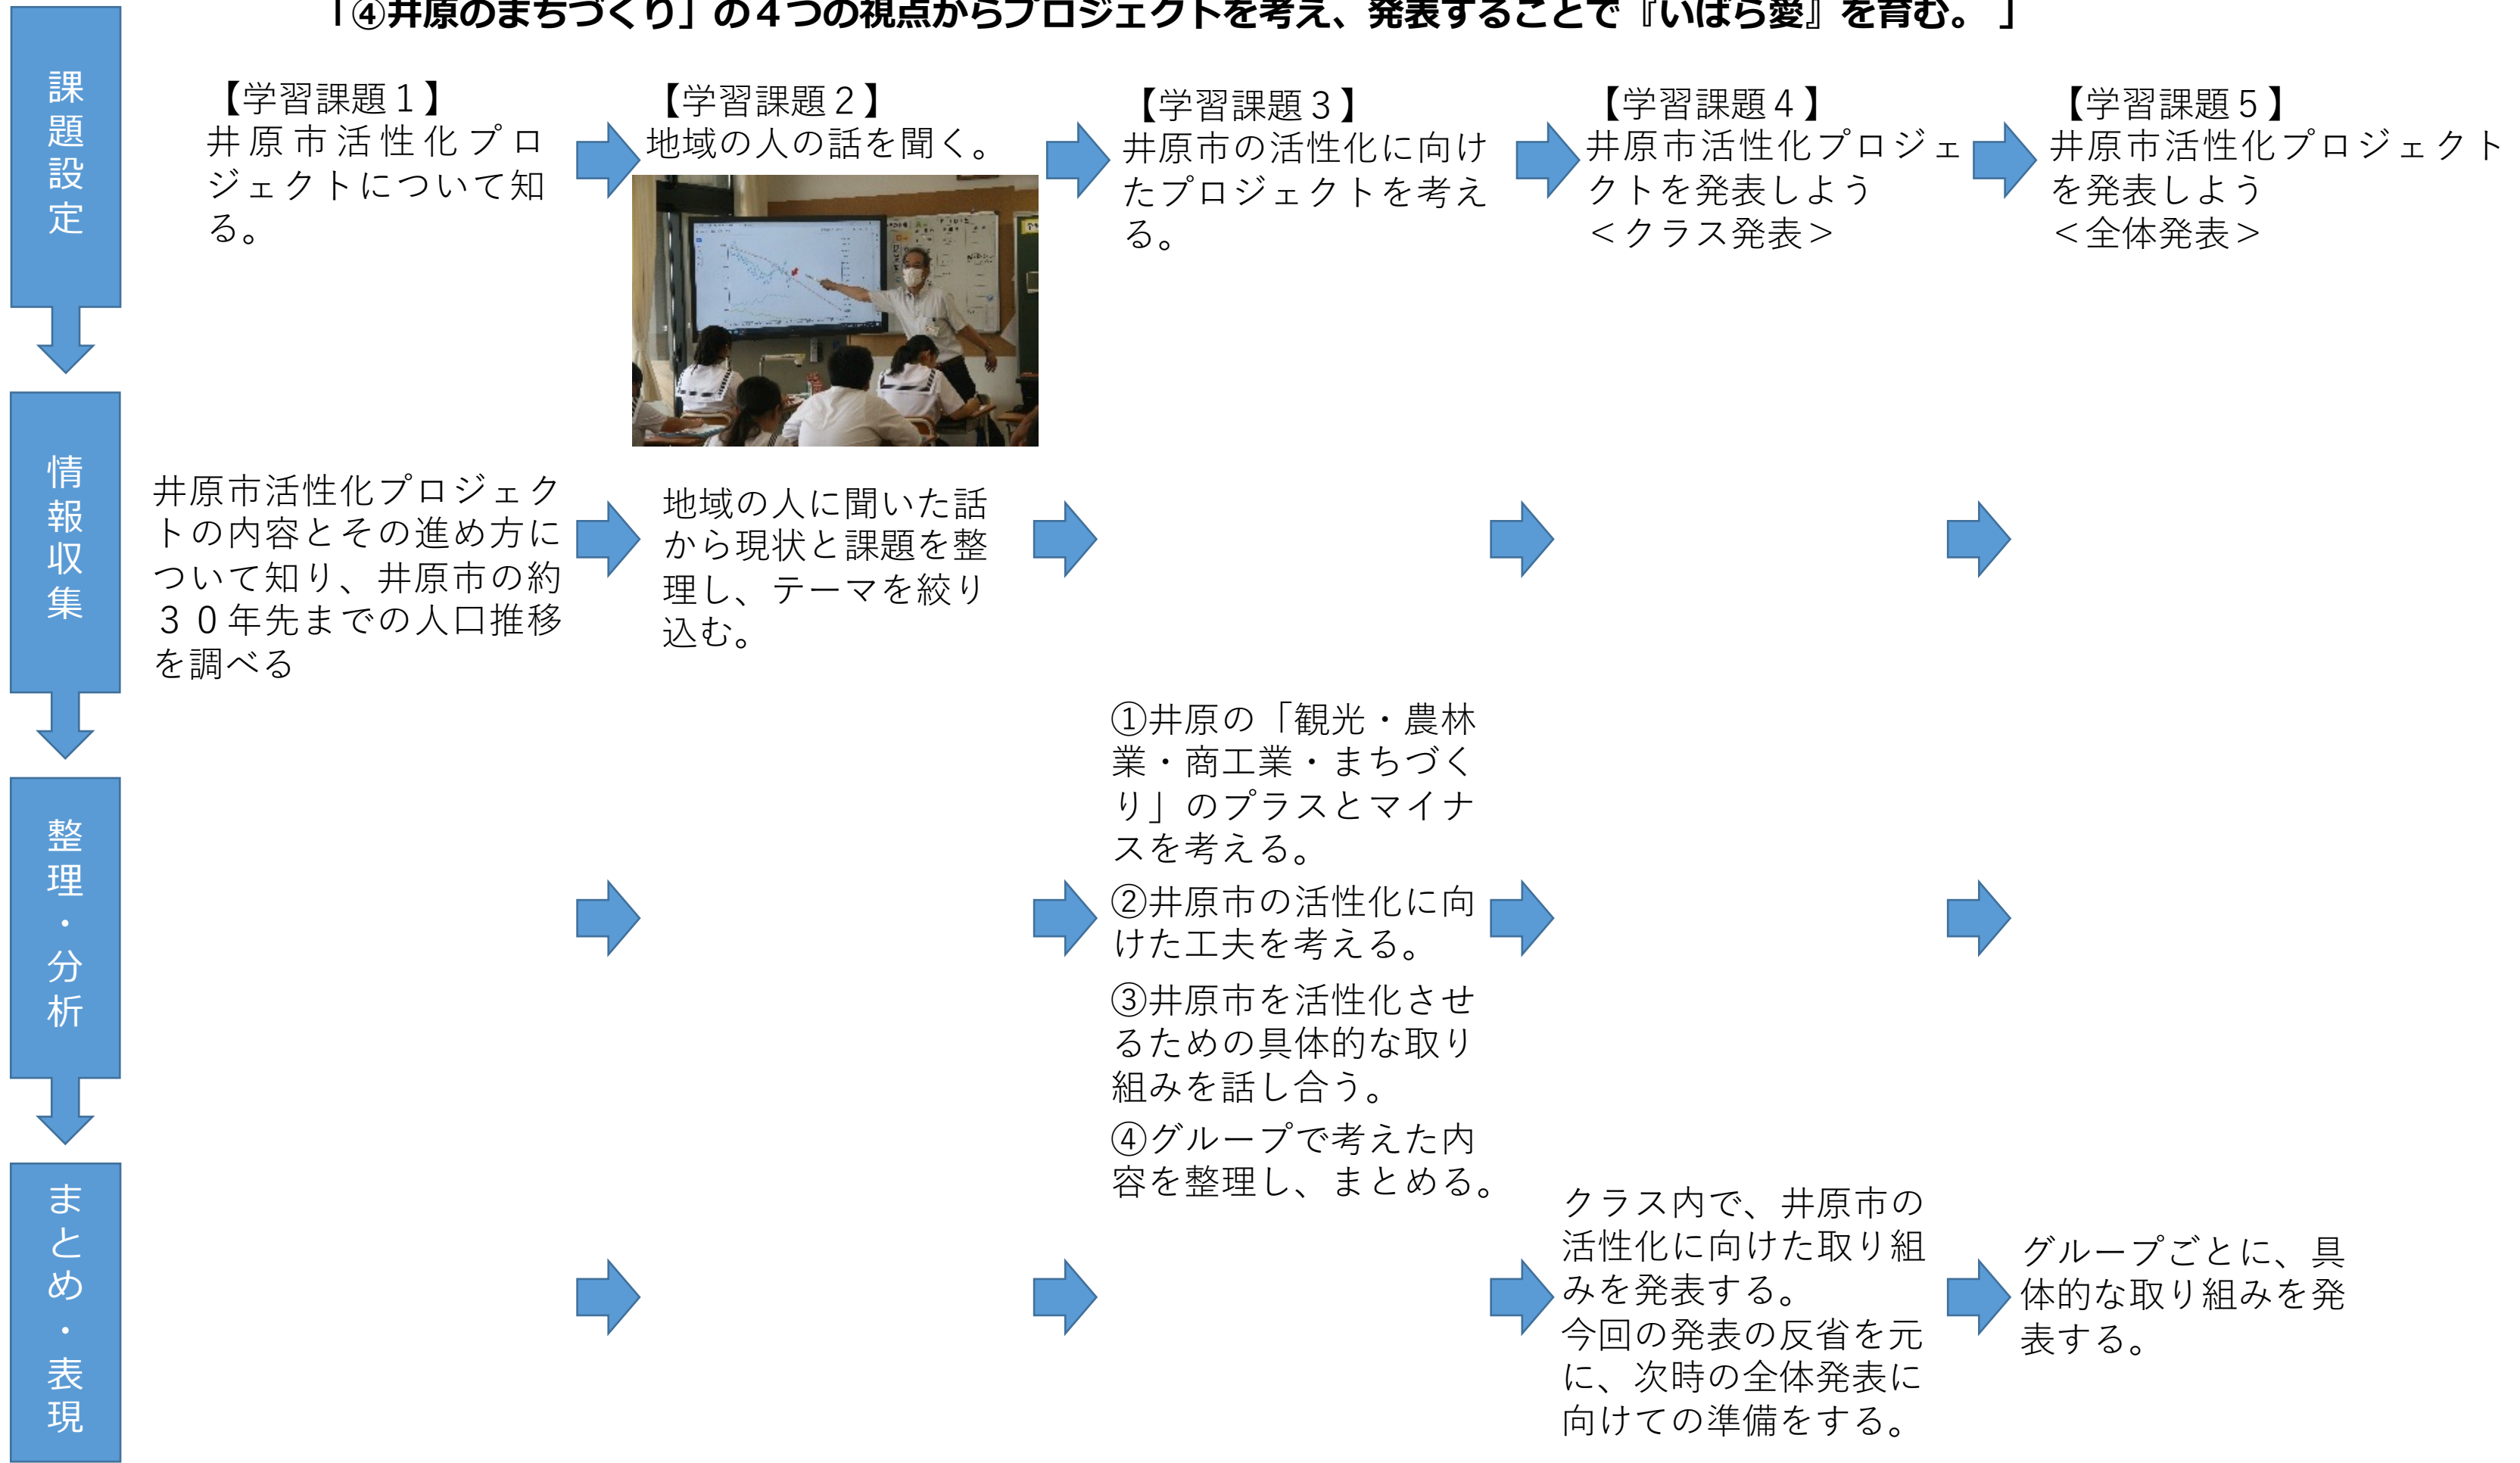 「④井原のまちづくり」の４つの視点からプロジェクトを考え、発表することで『いばら愛』を育む。」
課題設定
【学習課題１】
井原市活性化プロ
ジェクトについて知
る。
【学習課題２】
地域の人の話を聞く。
【学習課題３】
井原市の活性化に向け
たプロジェクトを考え
る。
【学習課題４】
井原市活性化プロジェ
クトを発表しよう
＜クラス発表＞
【学習課題５】
井原市活性化プロジェクト
を発表しよう
＜全体発表＞
情報収集
井原市活性化プロジェク
トの内容とその進め方に
ついて知り、井原市の約
３０年先までの人口推移
を調べる
地域の人に聞いた話
から現状と課題を整
理し、テーマを絞り
込む。
整理・分析
①井原の「観光・農林
業・商工業・まちづく
り」のプラスとマイナ
スを考える。
②井原市の活性化に向
けた工夫を考える。
③井原市を活性化させ
るための具体的な取り
組みを話し合う。
④グループで考えた内
容を整理し、まとめる。
まとめ・表現
クラス内で、井原市の
活性化に向けた取り組
みを発表する。
今回の発表の反省を元
に、次時の全体発表に
向けての準備をする。
グループごとに、具
体的な取り組みを発
表する。